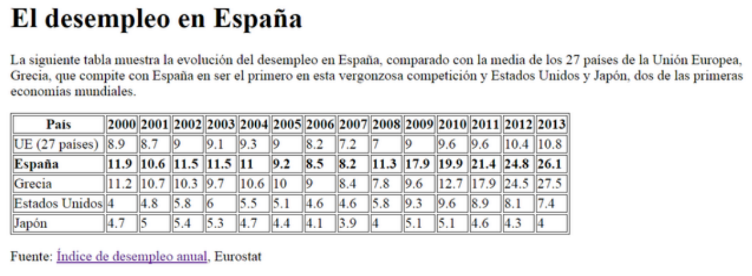 El desempleo en España
La siguiente tabla muestra la evolución del desempleo en España, comparado con la media de los 27 países de la Unión Europea,
Grecia, que compite con España en ser el primero en esta vergonzosa competición y Estados Unidos y Japón, dos de las primeras
economías mundiales.
País 2000 2001 2002 2003 2004 2005 2006 2007 2008 2009 2010 2011 2012 2013
UE (27 países) 8.9 8.7 9 9.1 9.3 9 8.2 7.2 7 9 9.6 9.6 10.4 10.8
España 11.9 10.6 11.5 11.5 11 9.2 8.5 8.2 11.3 17.9 19.9 21.4 24.8 26.1
Grecia 11.2 10.7 10.3 9.7 10.6 10 9 8.4 7.8 9.6 12.7 17.9 24.5 27.5
Estados Unidos 4 4.8 5.8 6 5.5 5.1 4.6 4.6 5.8 9.3 9.6 8.9 8.1 7.4
Japón 4.7 5 5.4 5.3 4.7 4.4 4.1 3.9 4 5.1 5.1 4.6 4.3 4
Fuente: Índice de desempleo anual, Eurostat